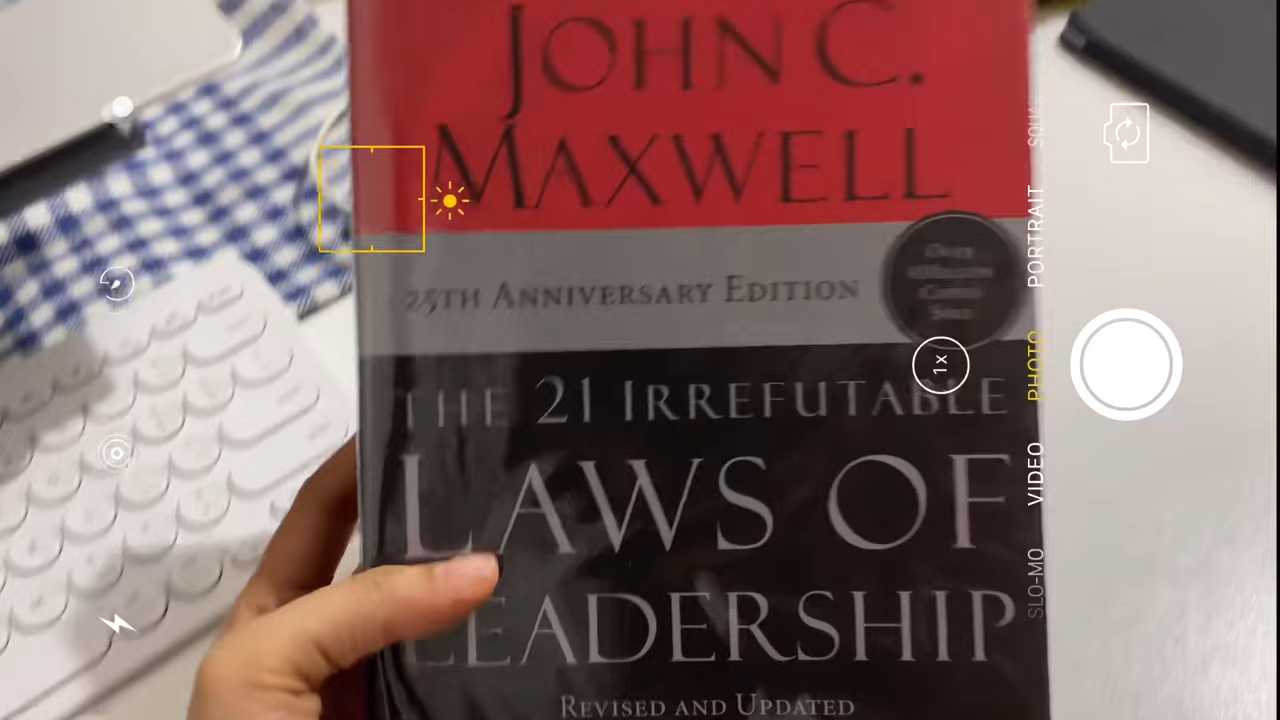 JOHN C.
MAXWELL
25TH ANNIVERSARY EDITION
THE 21 IRREFUTABLE
LAWS OF
LEADERSHIP
REVISED AND UPDATED
1x
PORTRAIT
PHOTO
VIDEO
SLO-MO